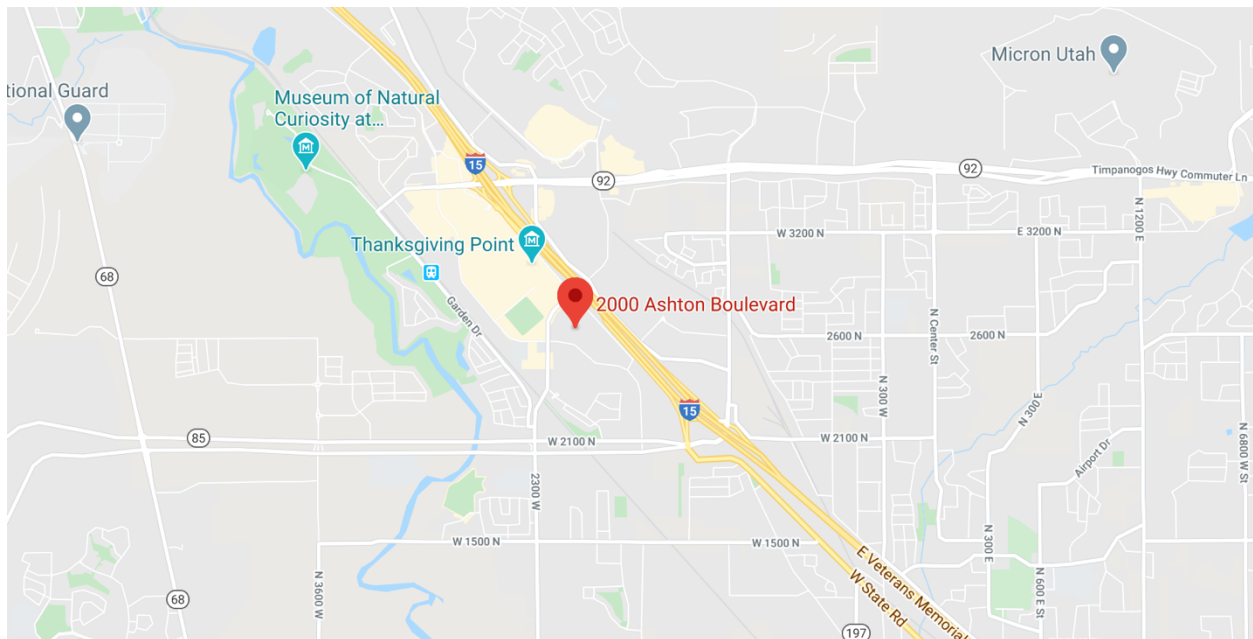 Micron Utah
tional Guard
Museum of Natural
Curiosity at...
15
92
92
Timpanogos Hwy Commuter Ln
N 1200 E
W 3200 N
E 3200 N
Thanksgiving Point
68
2000 Ashton Boulevard
Garden Dr
N Center St
2600 N
2600 N
N 300 W
N 300 E
15
85
W 2100 N
W 2100 N
Airport Dr
N 6800 W St
2300 W
W 1500 N
W 1500 N
N 3600 W
N 300 E
N 600 E St
E Veterans Memorial
W State Rd
68
197